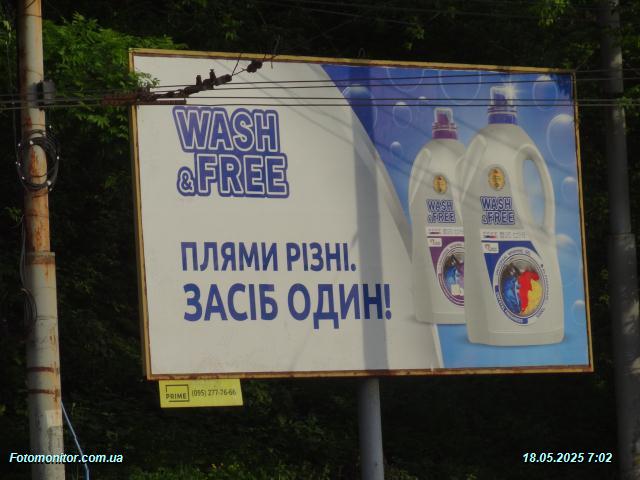 WASH
&FREE
ПЛЯМИ РІЗНІ.
ЗАСІБ ОДИН!
WASH
&FREE
WASH
&FREE
PRIME (095) 277-76-66
Fotomonitor.com.ua
18.05.2025 7:02